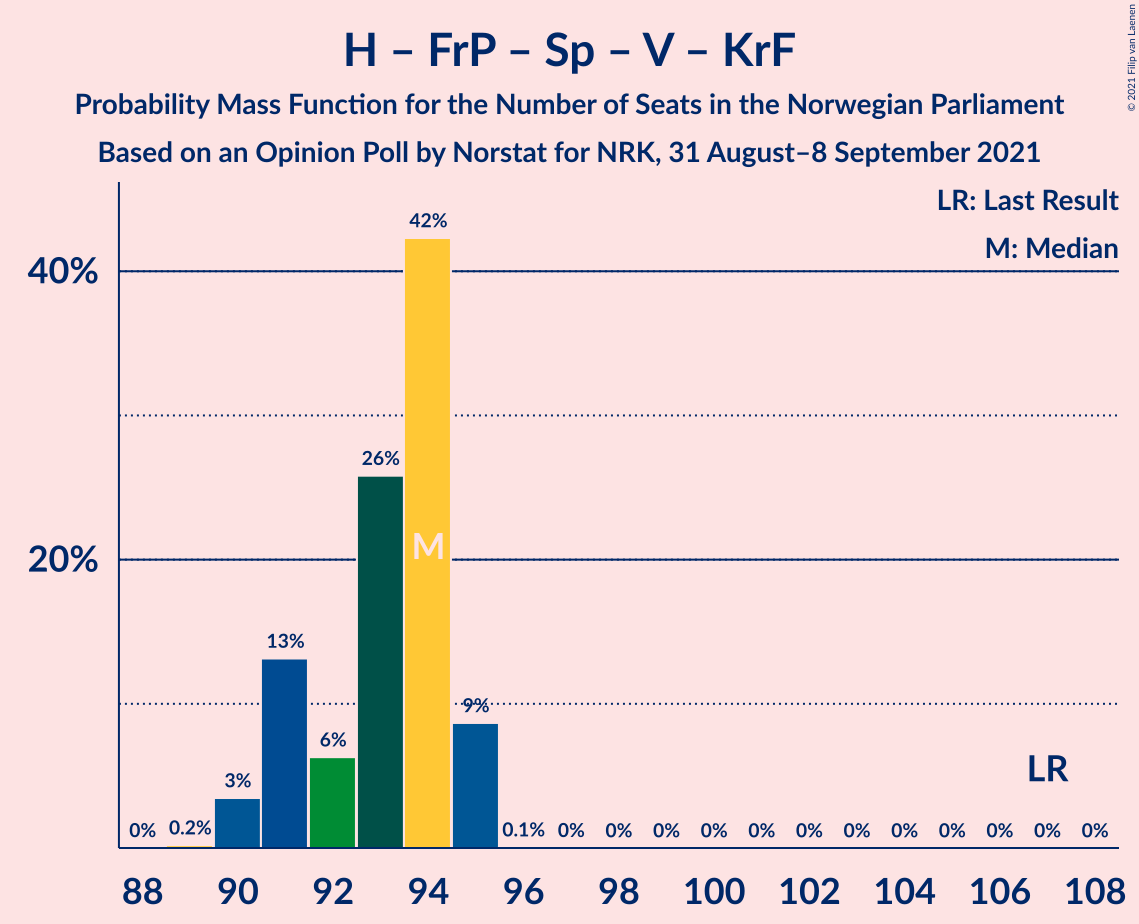 H – FrP – Sp – V – KrF
Probability Mass Function for the Number of Seats in the Norwegian Parliament
Based on an Opinion Poll by Norstat for NRK, 31 August–8 September 2021
© 2021 Filip van Laenen
LR: Last Result
M: Median
42%
40%
26%
M
20%
13%
9%
6%
LR
3%
0% 0.2% 0.1% 0% 0% 0% 0% 0% 0% 0% 0% 0% 0% 0% 0%
88 90 92 94 96 98 100 102 104 106 108